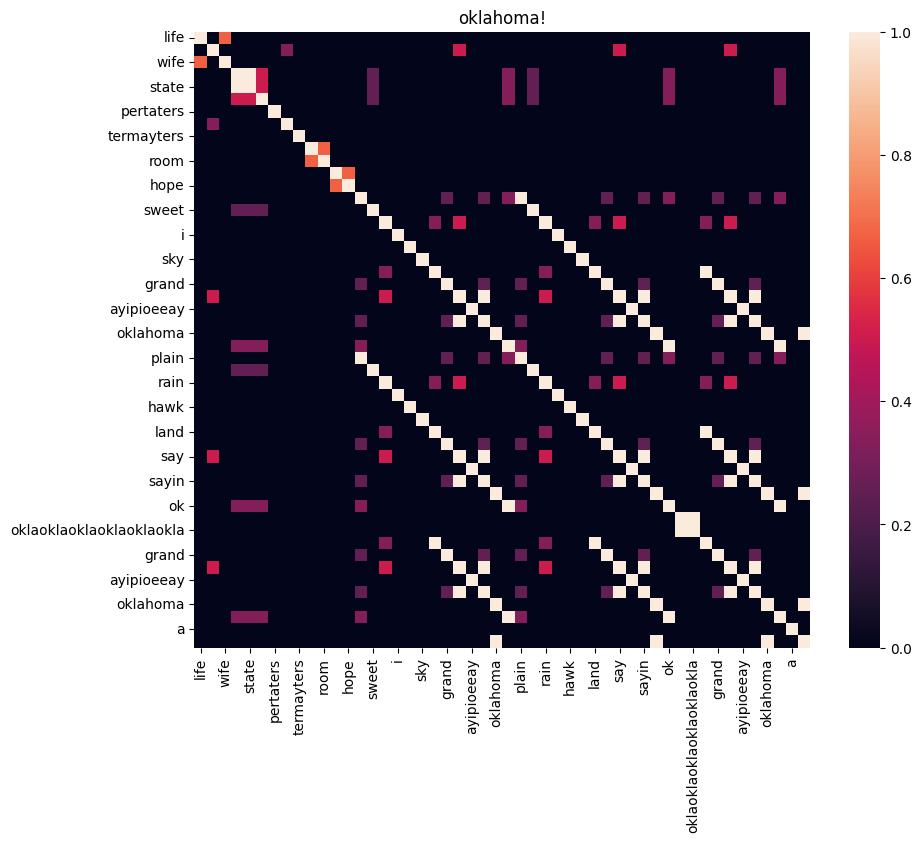 oklahoma!
life
wife
state
pertaters
termayters
room
hope
sweet
i
sky
grand
ayipioeeay
oklahoma
plain
rain
hawk
land
say
sayin
ok
oklaoklaoklaoklaoklaokla
grand
ayipioeeay
oklahoma
a
life
wife
state
pertaters
termayters
room
hope
sweet
i
sky
grand
ayipioeeay
oklahoma
plain
rain
hawk
land
say
sayin
ok
oklaoklaoklaoklaoklaokla
grand
ayipioeeay
oklahoma
a
1.0
0.8
0.6
0.4
0.2
0.0